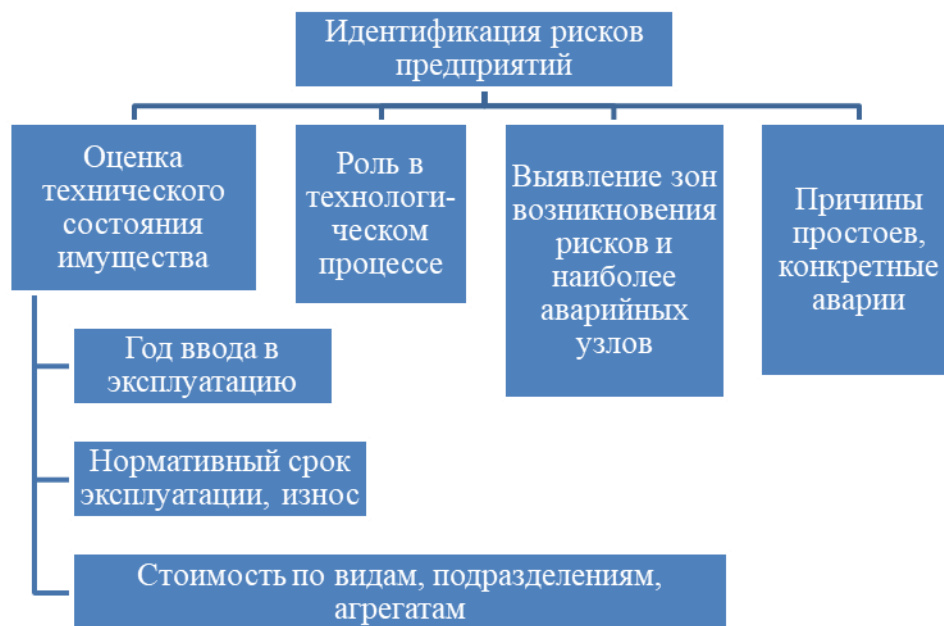 Идентификация рисков
предприятий
Оценка
технического
состояния
имущества
Роль в
технологи-
ческом
процессе
Выявление зон
возникновения
рисков и
наиболее
аварийных
узлов
Причины
простоев,
конкретные
аварии
Год ввода в
эксплуатацию
Нормативный срок
эксплуатации, износ
Стоимость по видам, подразделениям,
агрегатам